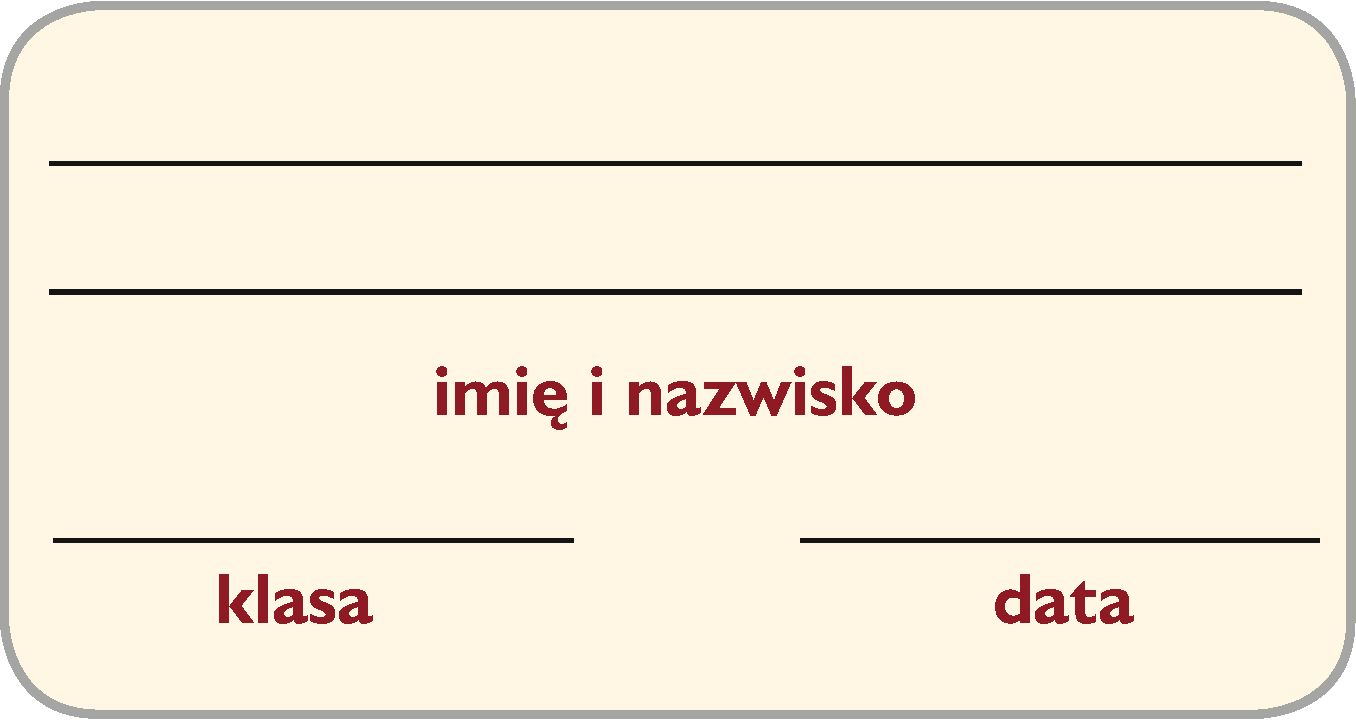 imię i nazwisko
klasa
data